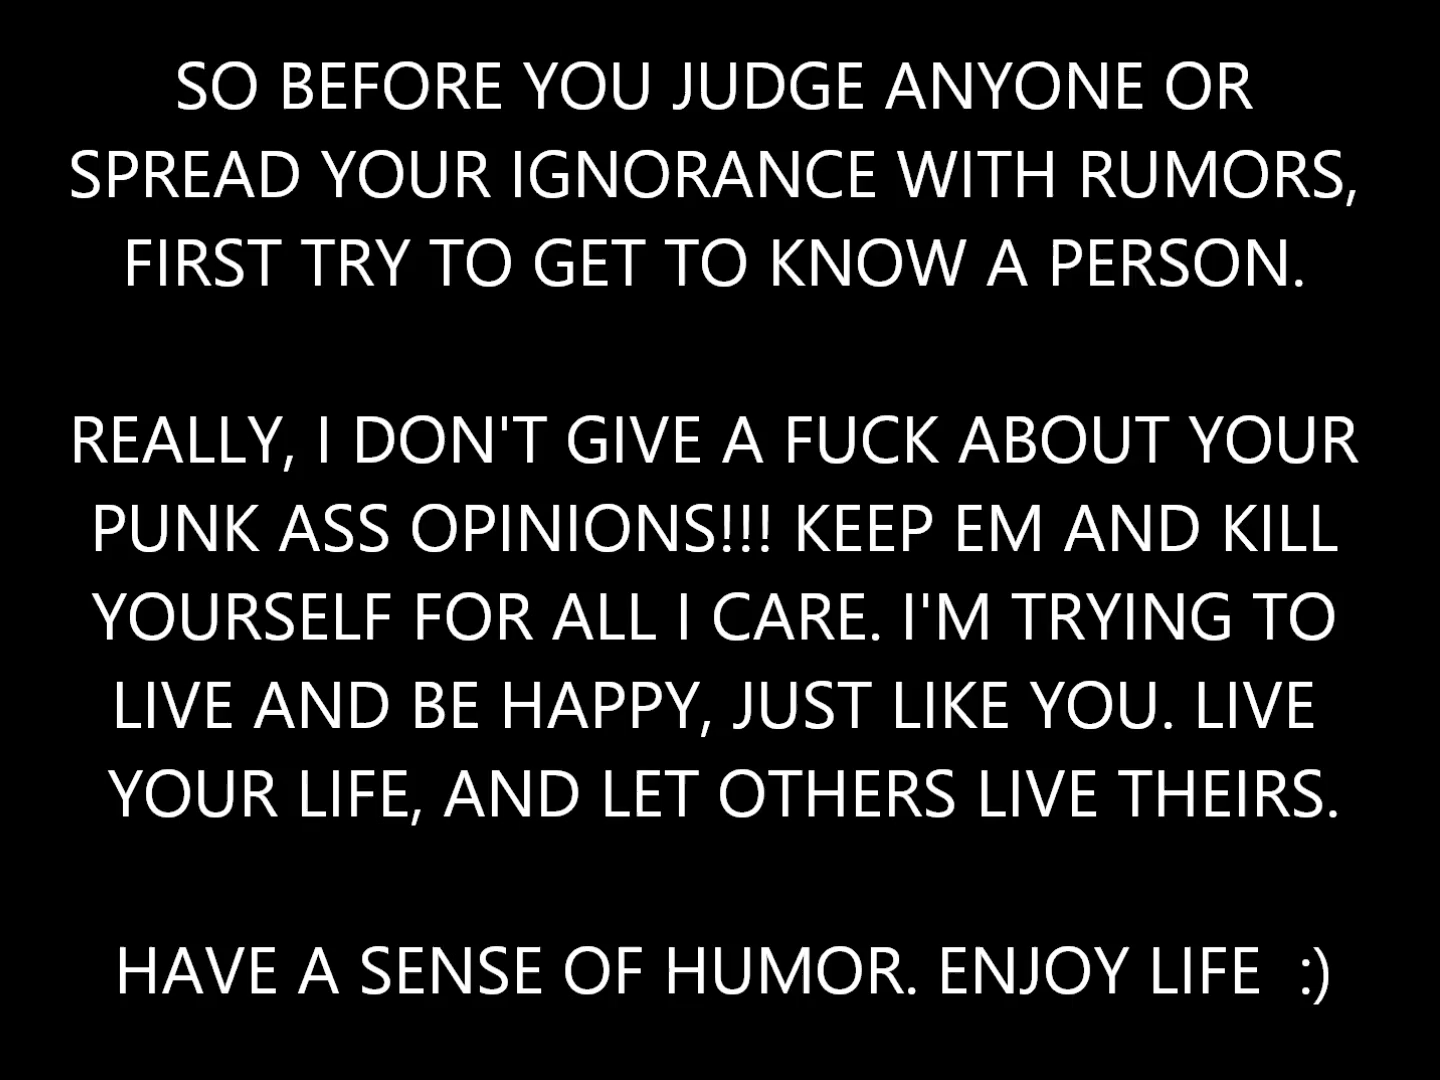 SO BEFORE YOU JUDGE ANYONE OR
SPREAD YOUR IGNORANCE WITH RUMORS,
FIRST TRY TO GET TO KNOW A PERSON.
REALLY, I DON'T GIVE A FUCK ABOUT YOUR
PUNK ASS OPINIONS!!! KEEP EM AND KILL
YOURSELF FOR ALL I CARE. I'M TRYING TO
LIVE AND BE HAPPY, JUST LIKE YOU. LIVE
YOUR LIFE, AND LET OTHERS LIVE THEIRS.
HAVE A SENSE OF HUMOR. ENJOY LIFE  :)